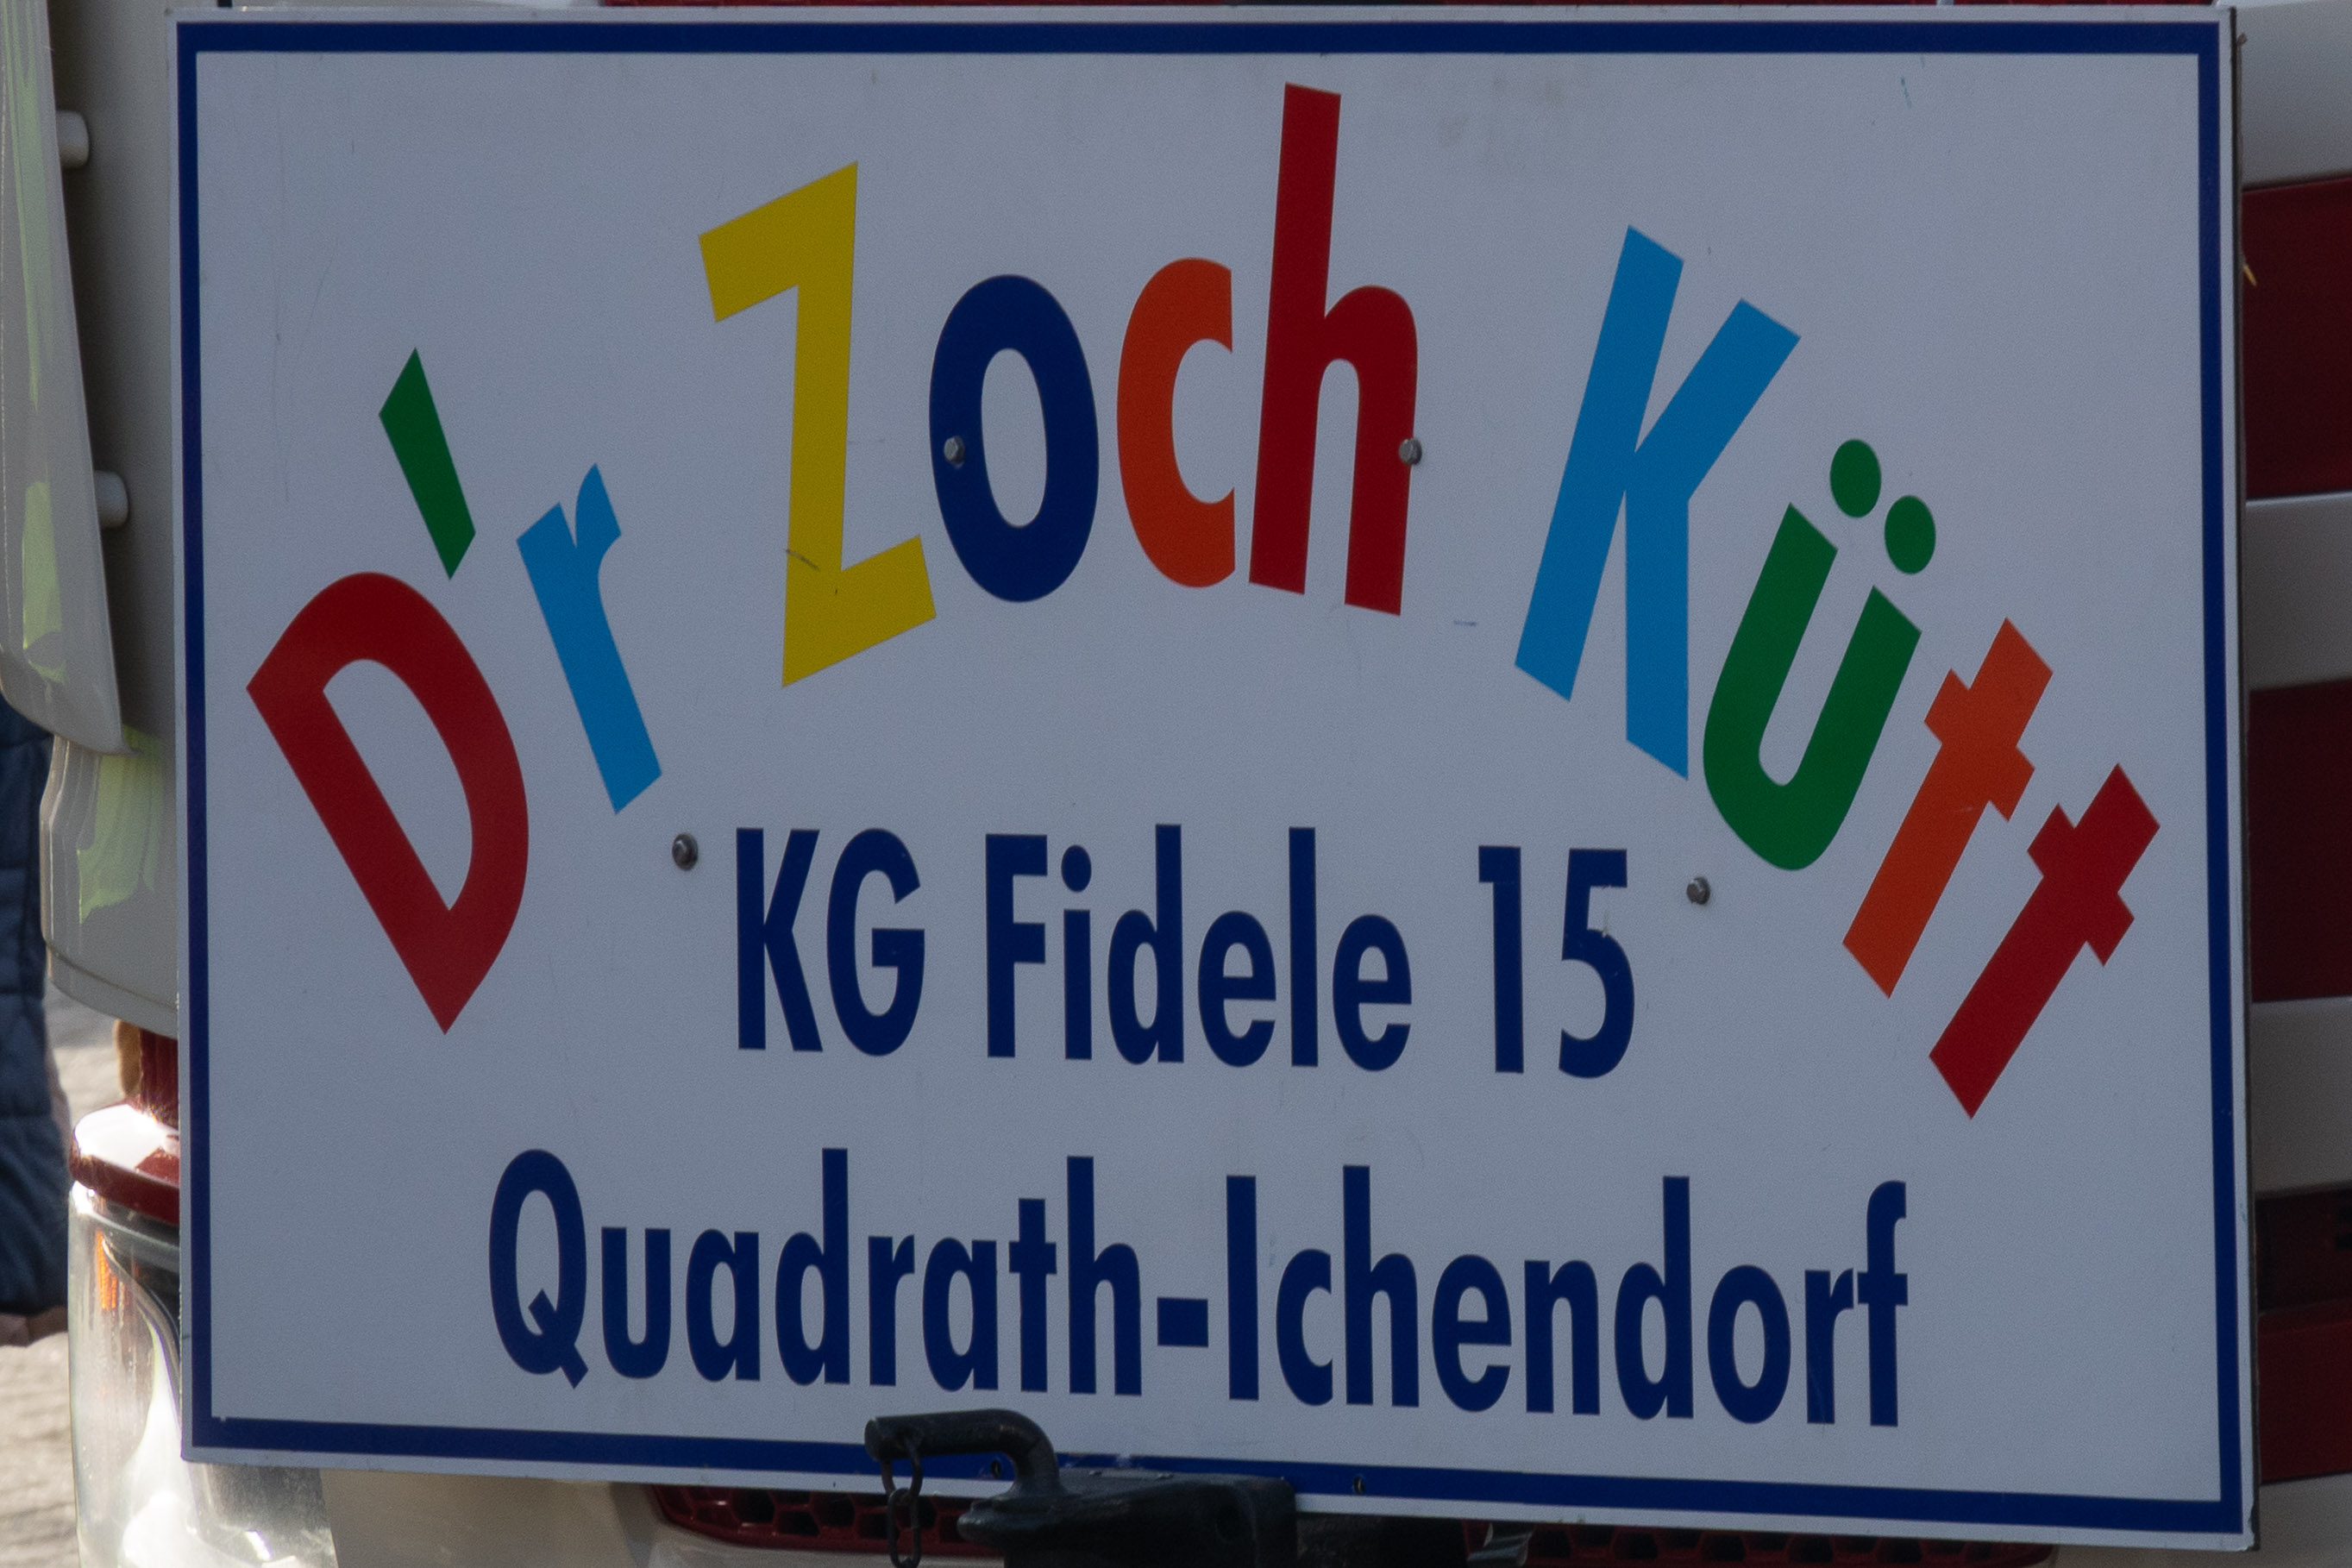 D'r Zoch Kütt
KG Fidele 15
Quadrath-Ichendorf